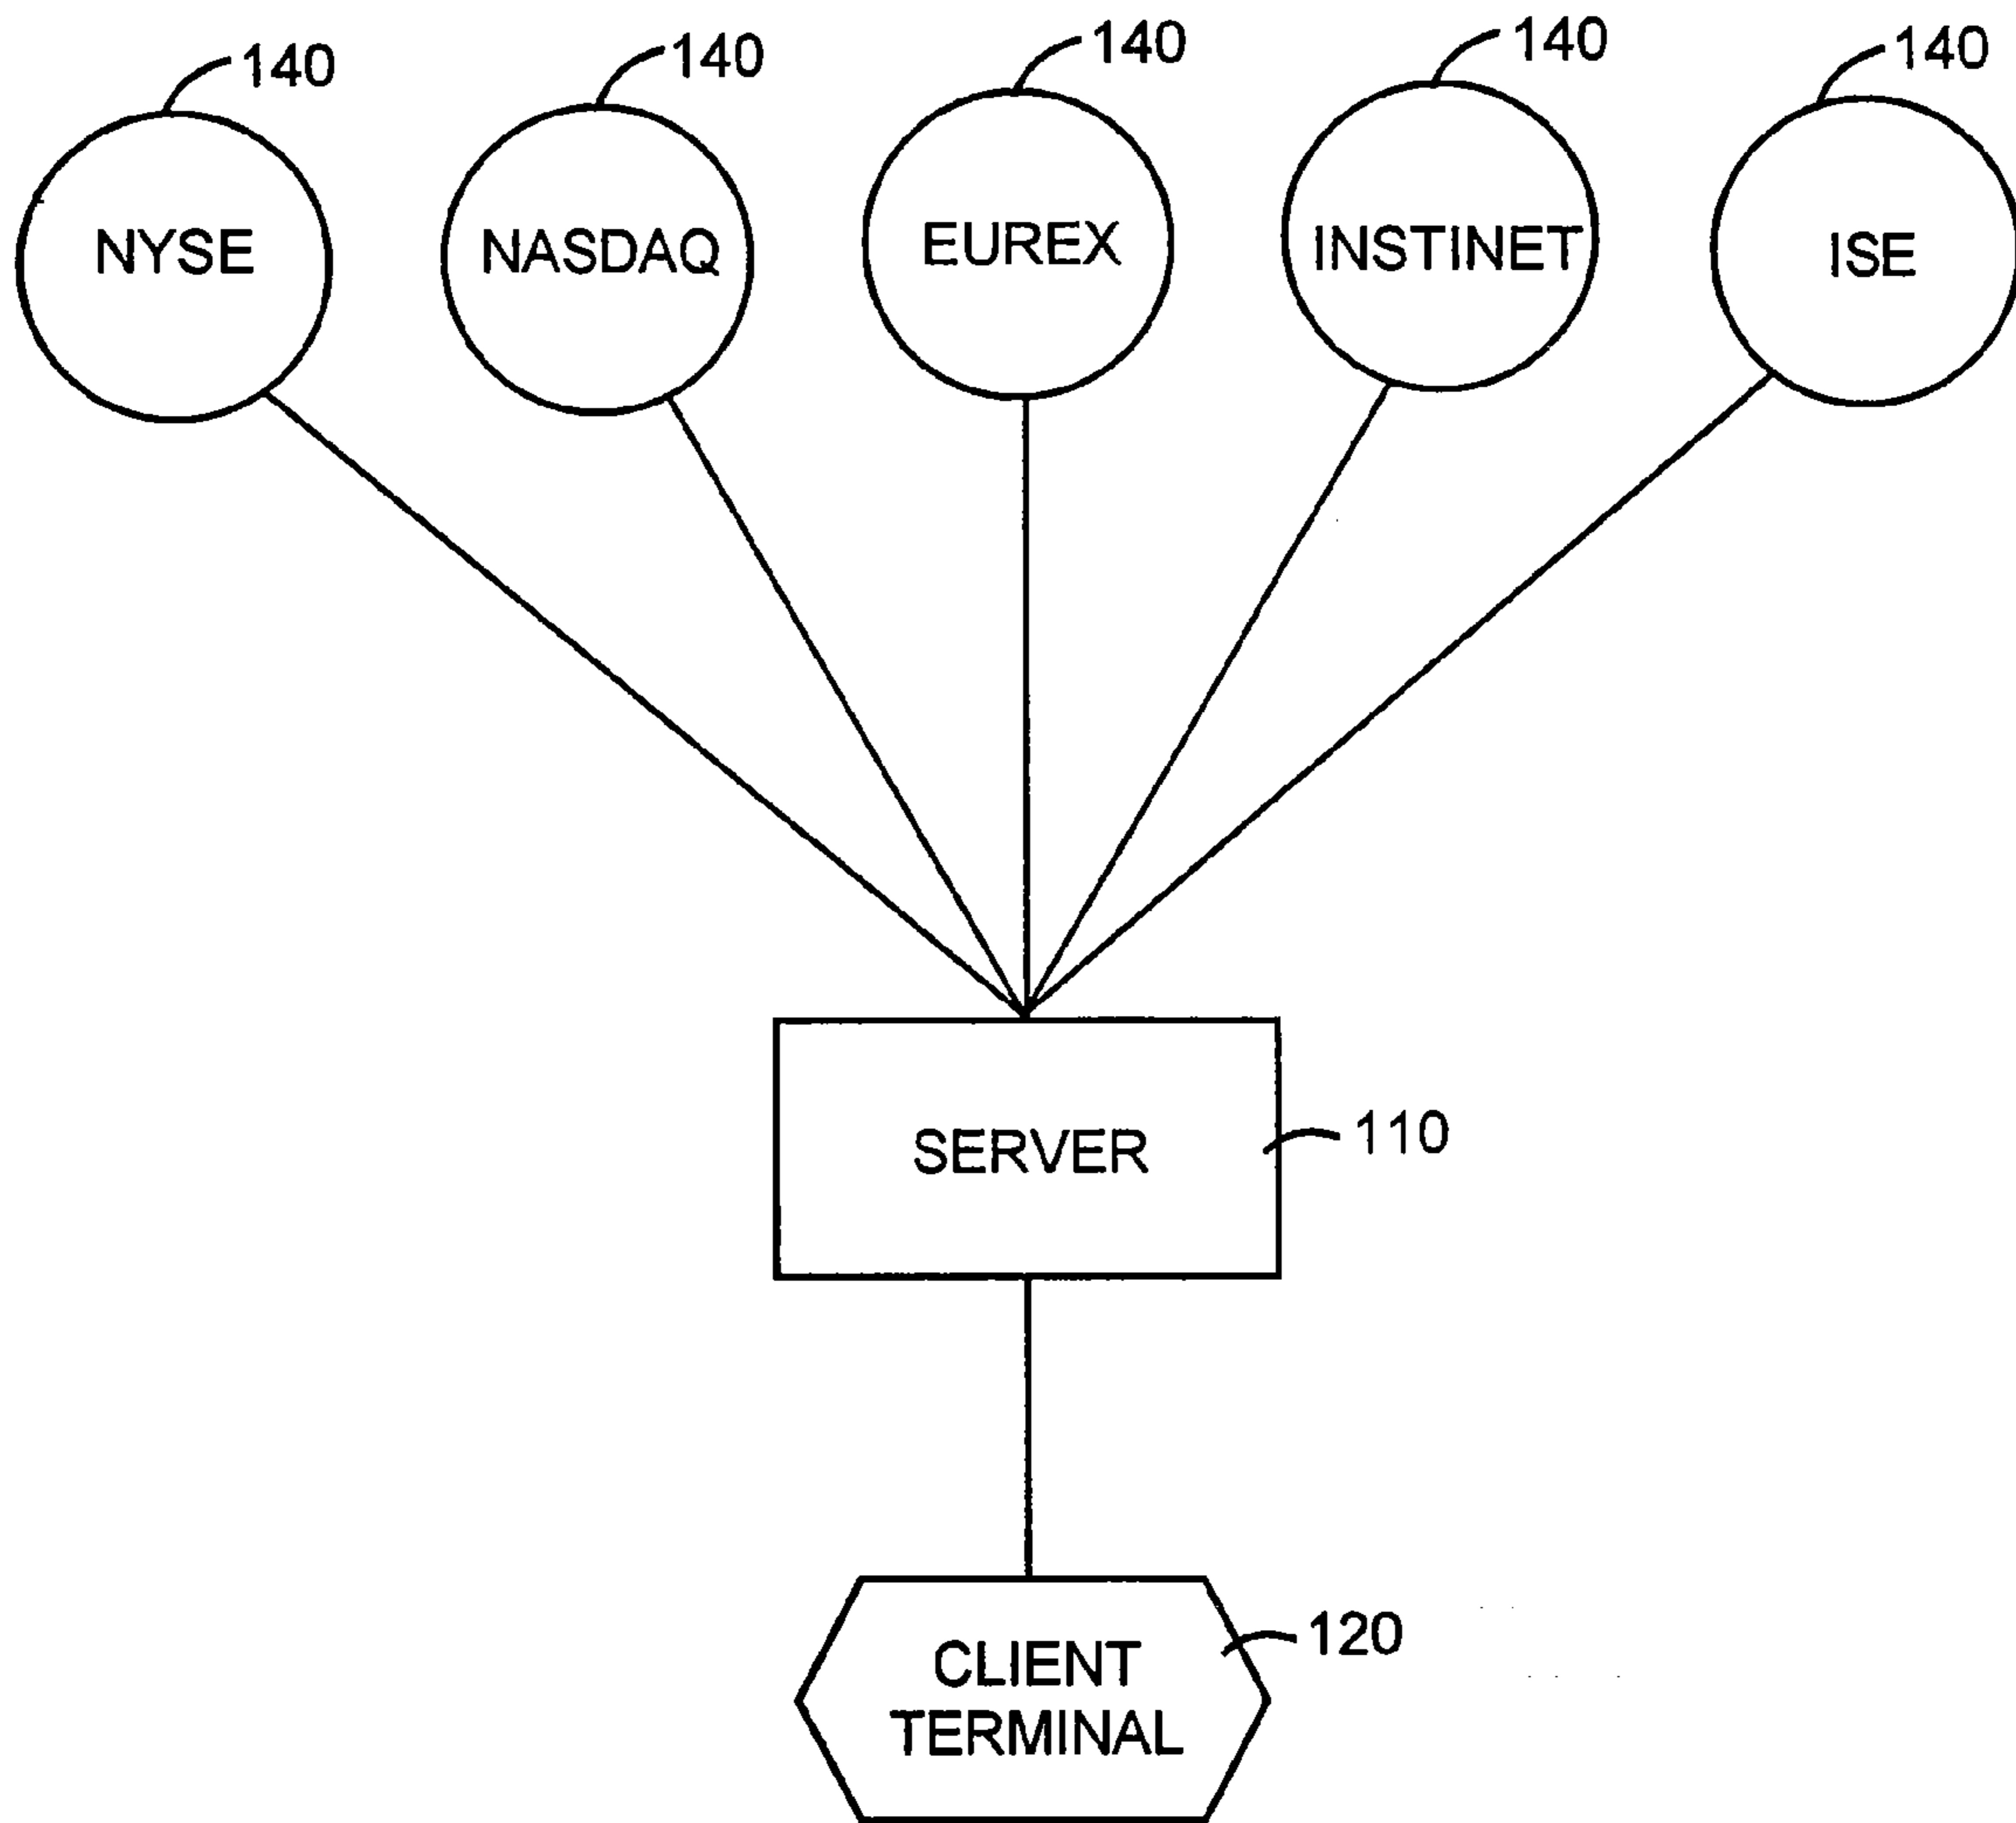 140
140
140
140
140
NYSE
NASDAQ
EUREX
INSTINET
ISE
SERVER
110
CLIENT
TERMINAL
120